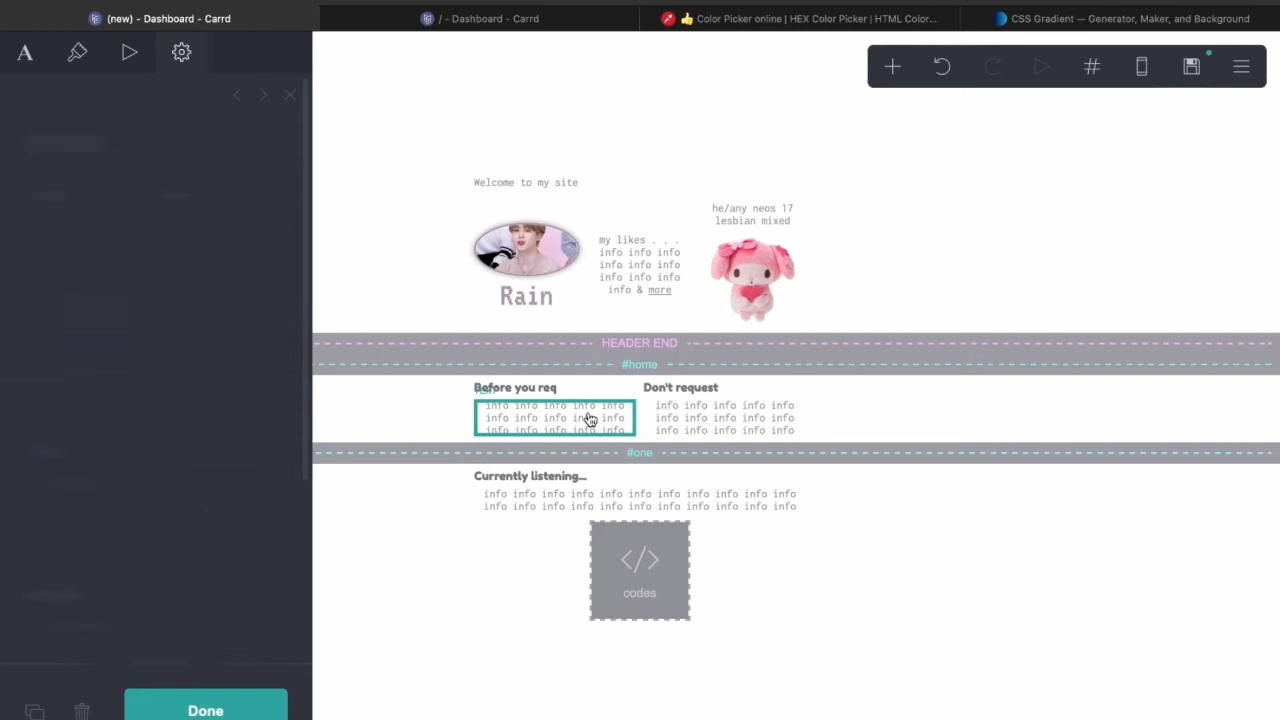 (new) - Dashboard - Carrd
/ - Dashboard - Carrd
👍 Color Picker online | HEX Color Picker | HTML Color...
CSS Gradient — Generator, Maker, and Background
A
Welcome to my site
he/any neos 17
lesbian mixed
my likes . . .
info info info
info info info
info info info
info & more
Rain
HEADER END
#home
Before you req
Don't request
info info info info info
info info info info info
info info info info info
info info info info info
info info info info info
info info info info info
#one
Currently listening...
info info info info info info info info info info info
info info info info info info info info info info info
</> 
codes
Done